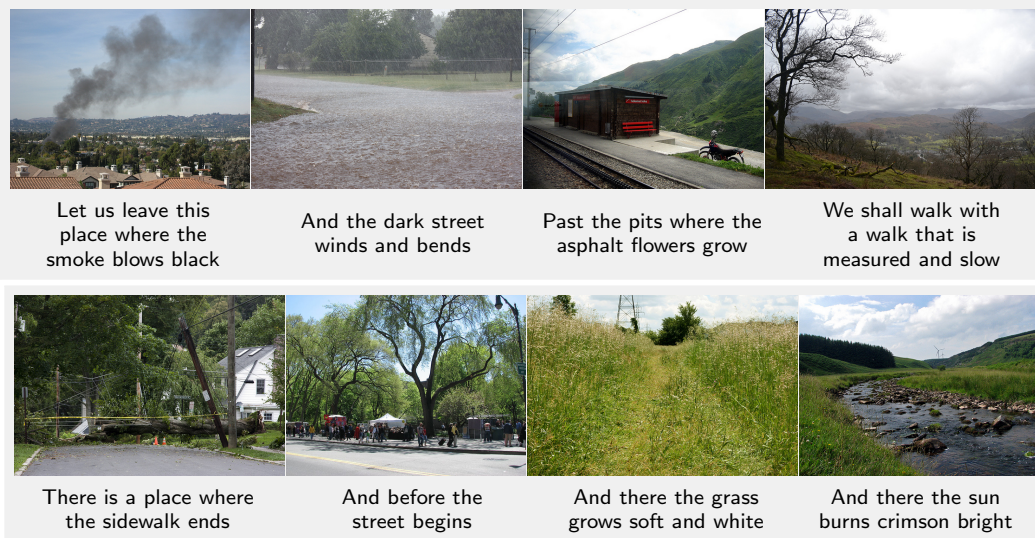 Let us leave this
place where the
smoke blows black
And the dark street
winds and bends
Past the pits where the
asphalt flowers grow
We shall walk with
a walk that is
measured and slow
There is a place where
the sidewalk ends
And before the
street begins
And there the grass
grows soft and white
And there the sun
burns crimson bright